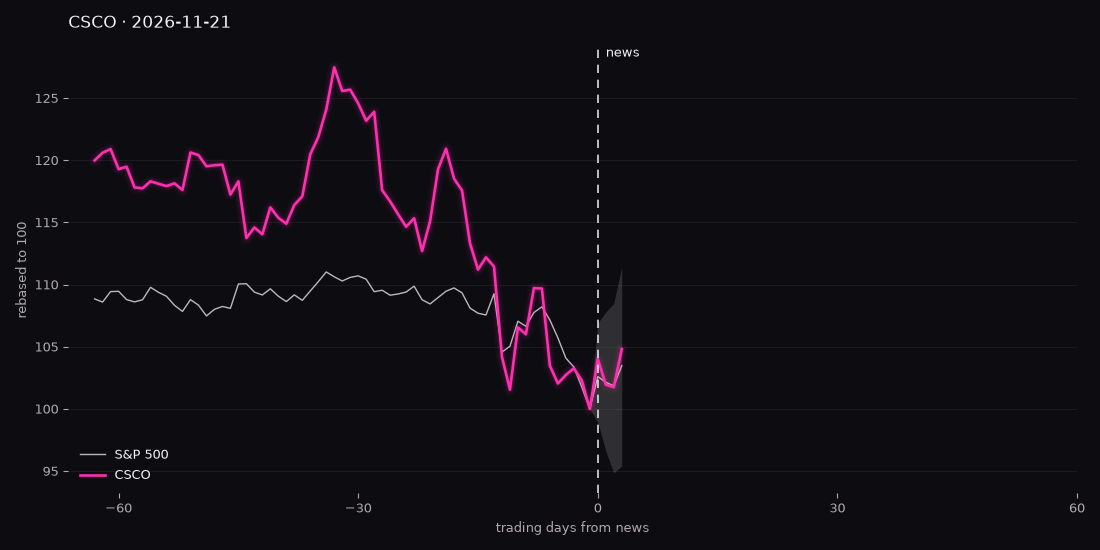 CSCO · 2026-11-21
news
125
120
115
110
105
100
95
rebased to 100
S&P 500
CSCO
−60
−30
0
30
60
trading days from news